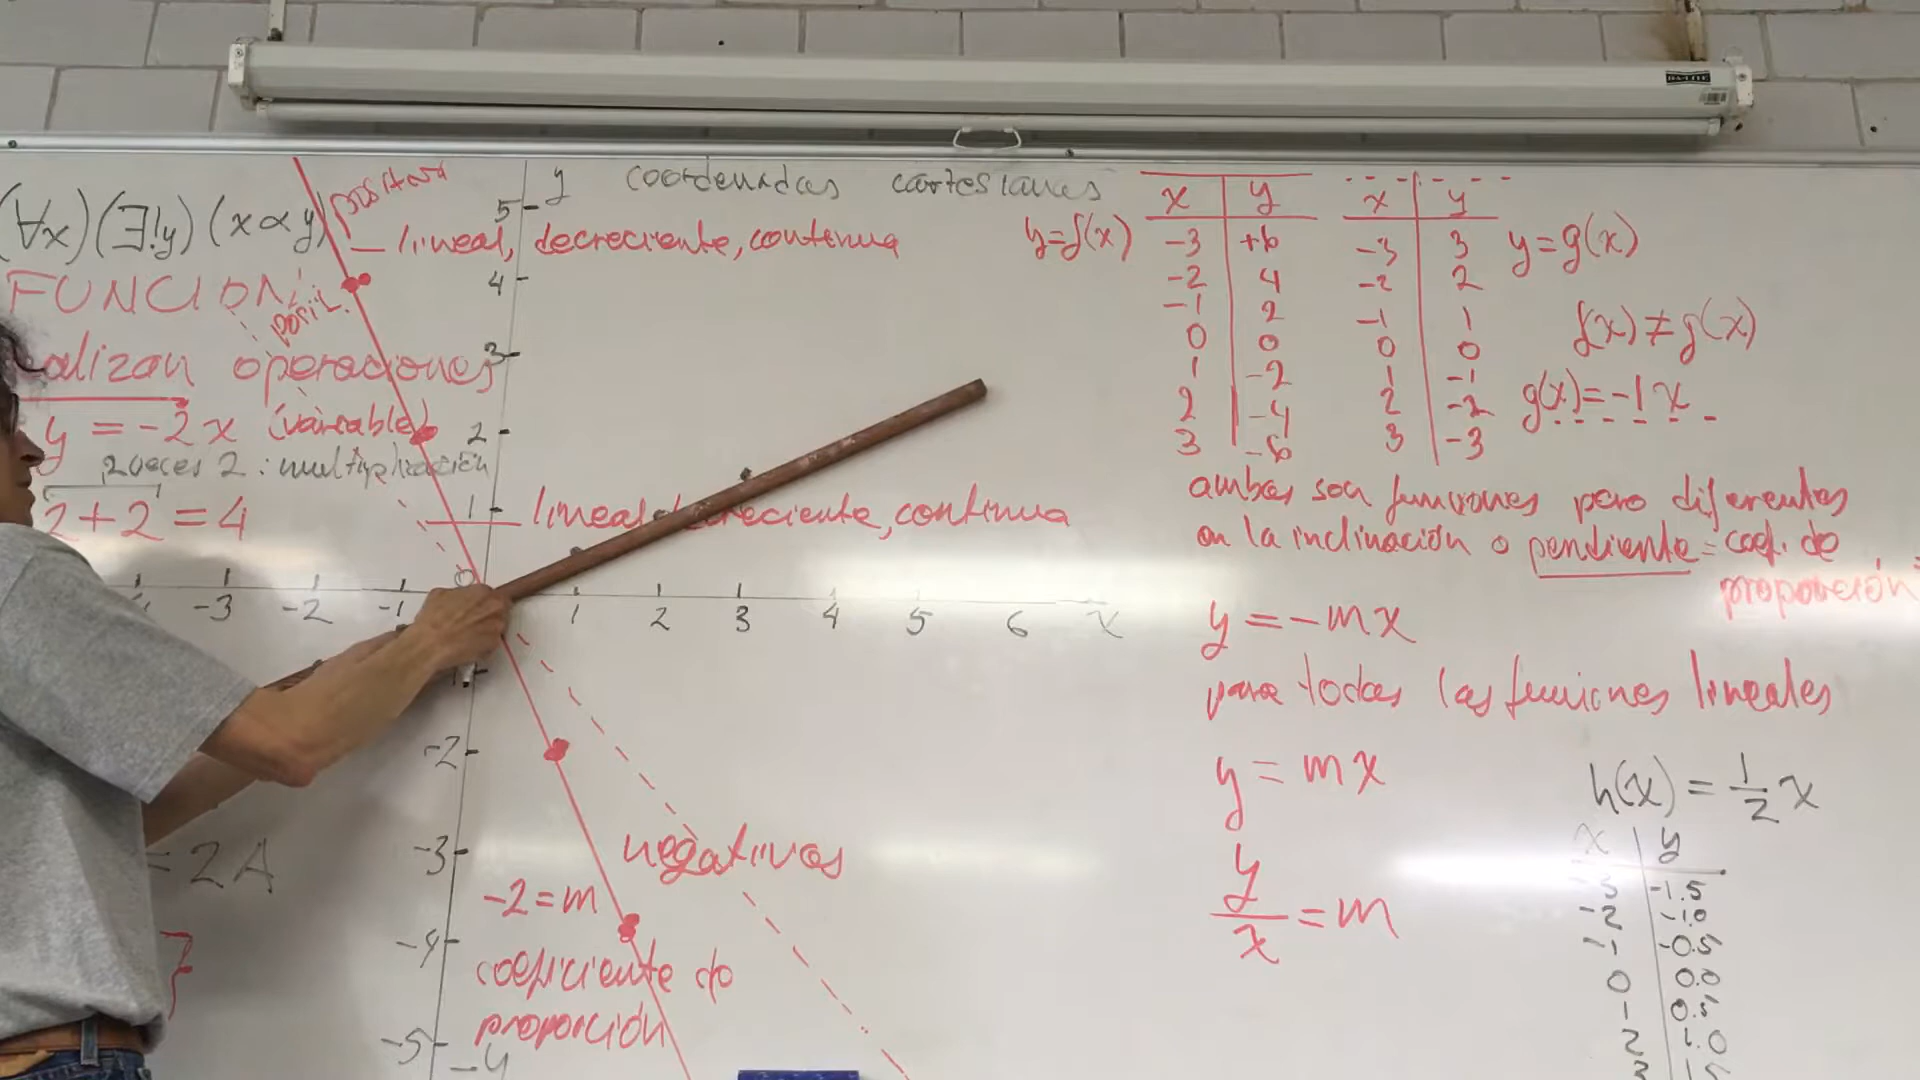 y coordenadas cartesianas
(∀x)(∃!y)(x∝y)
positiva
lineal, decreciente, continua
FUNCION
posit.
realizan operaciones
y = -2x (variable)
2 veces 2 : multiplicación
2+2 = 4
lineal, decreciente, continua
5
4
3
2
1
0
-3 -2 -1 1 2 3 4 5 6 x
-2
-3
-4
-5
-y
= 2A
negativas
-2 = m
coeficiente de
proporción
y=f(x)
x y
-3 +6
-2 4
-1 2
0 0
1 -2
2 -4
3 -6
x y
-3 3
-2 2
-1 1
0 0
1 -1
2 -2
3 -3
y = g(x)
f(x) ≠ g(x)
g(x) = -1x
ambas son funciones pero diferentes
en la inclinación o pendiente = coef. de
proporción
y = -mx
para todas las funciones lineales
y = mx
y/x = m
h(x) = 1/2 x
x y
-3 -1.5
-2 -1.0
-1 -0.5
0 0.0
1 0.5
2 1.0
3
DA-LITE